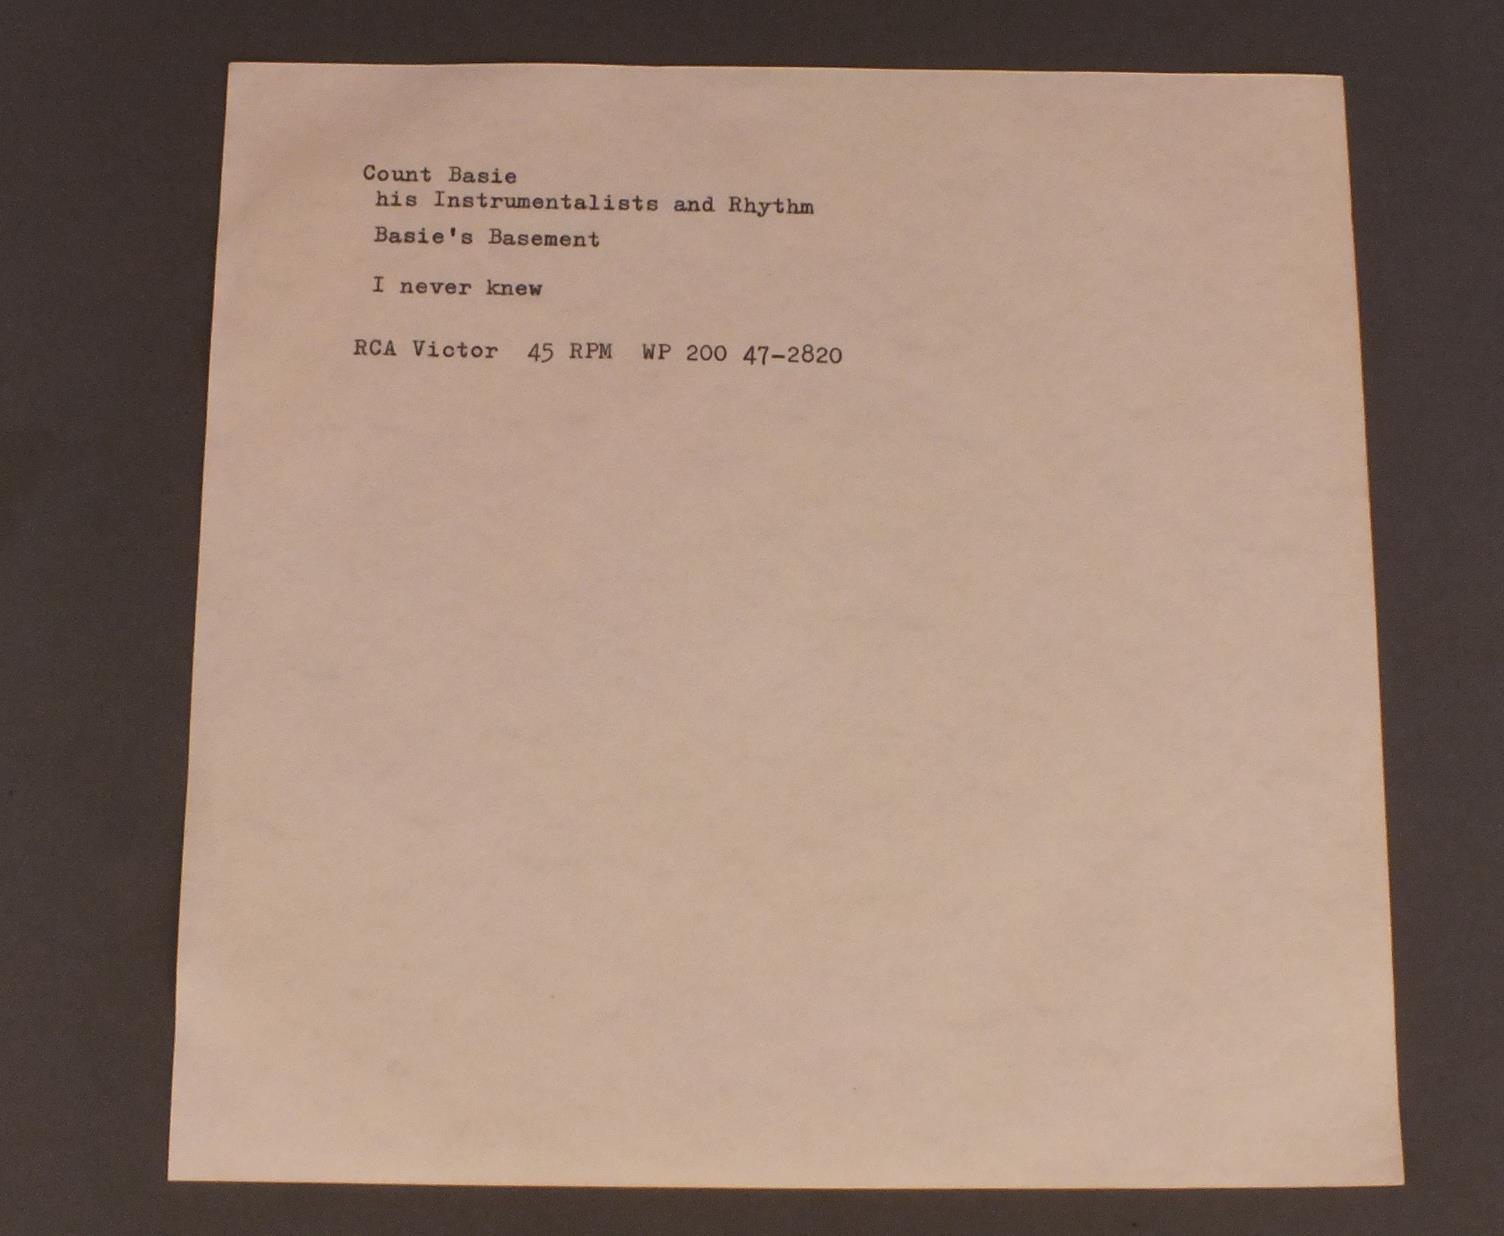 Count Basie
his Instrumentalists and Rhythm
Basie's Basement
I never knew
RCA Victor 45 RPM WP 200 47-2820